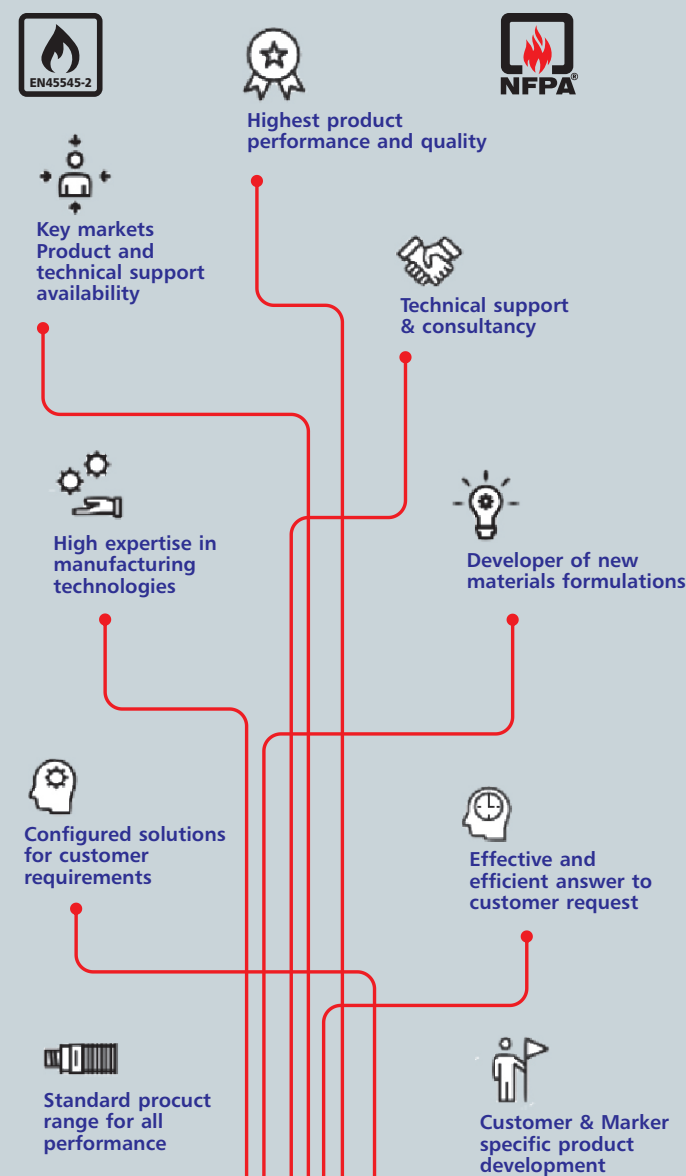 EN45545-2
NFPA®
Highest product
performance and quality
Key markets
Product and
technical support
availability
Technical support
& consultancy
High expertise in
manufacturing
technologies
Developer of new
materials formulations
Configured solutions
for customer
requirements
Effective and
efficient answer to
customer request
Standard procuct
range for all
performance
Customer & Marker
specific product
development